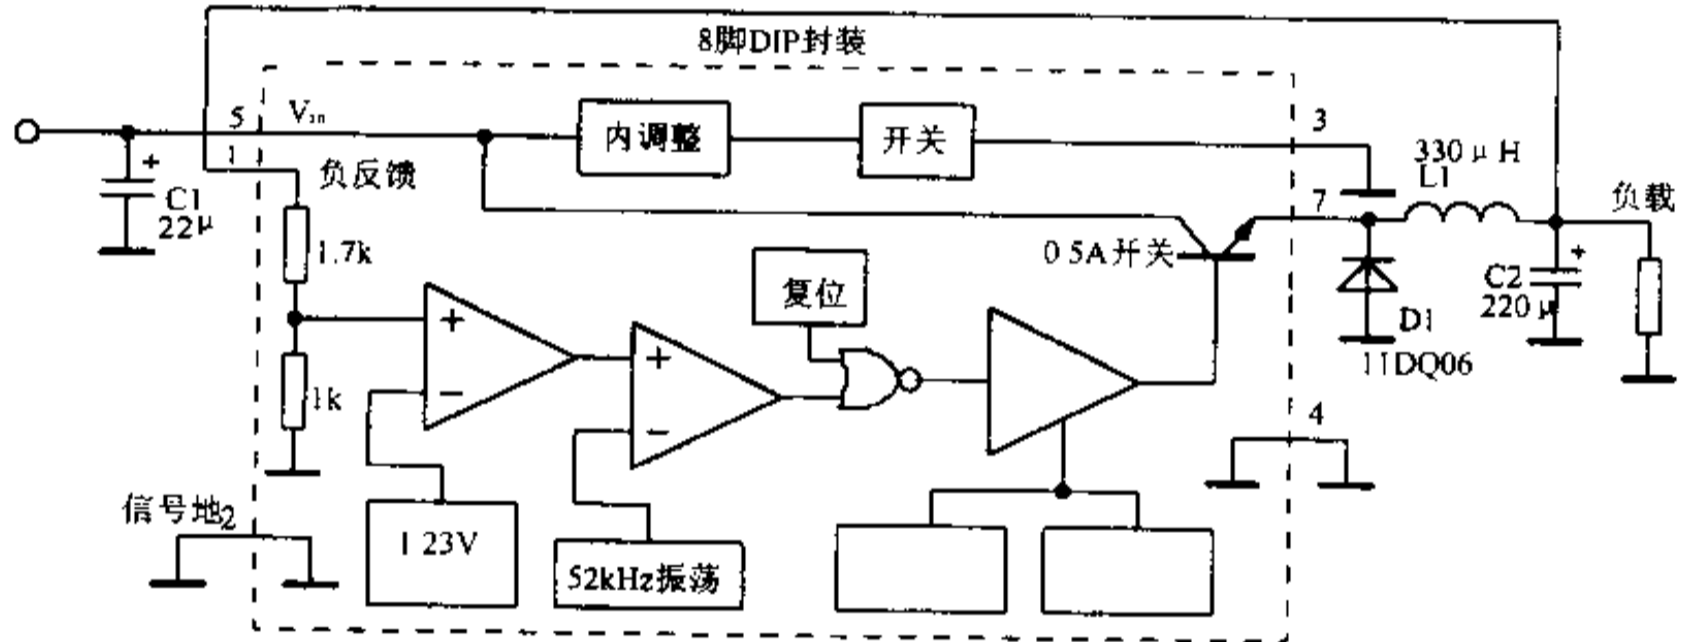 8脚DIP封装
5
Vin
内调整
开关
3
1
负反馈
+
C1
22μ
1.7k
330μH
L1
7
负载
0 5A开关
复位
+
+
C2
220μ
D1
11DQ06
+
-
-
1k
4
信号地2
1 23V
52kHz振荡